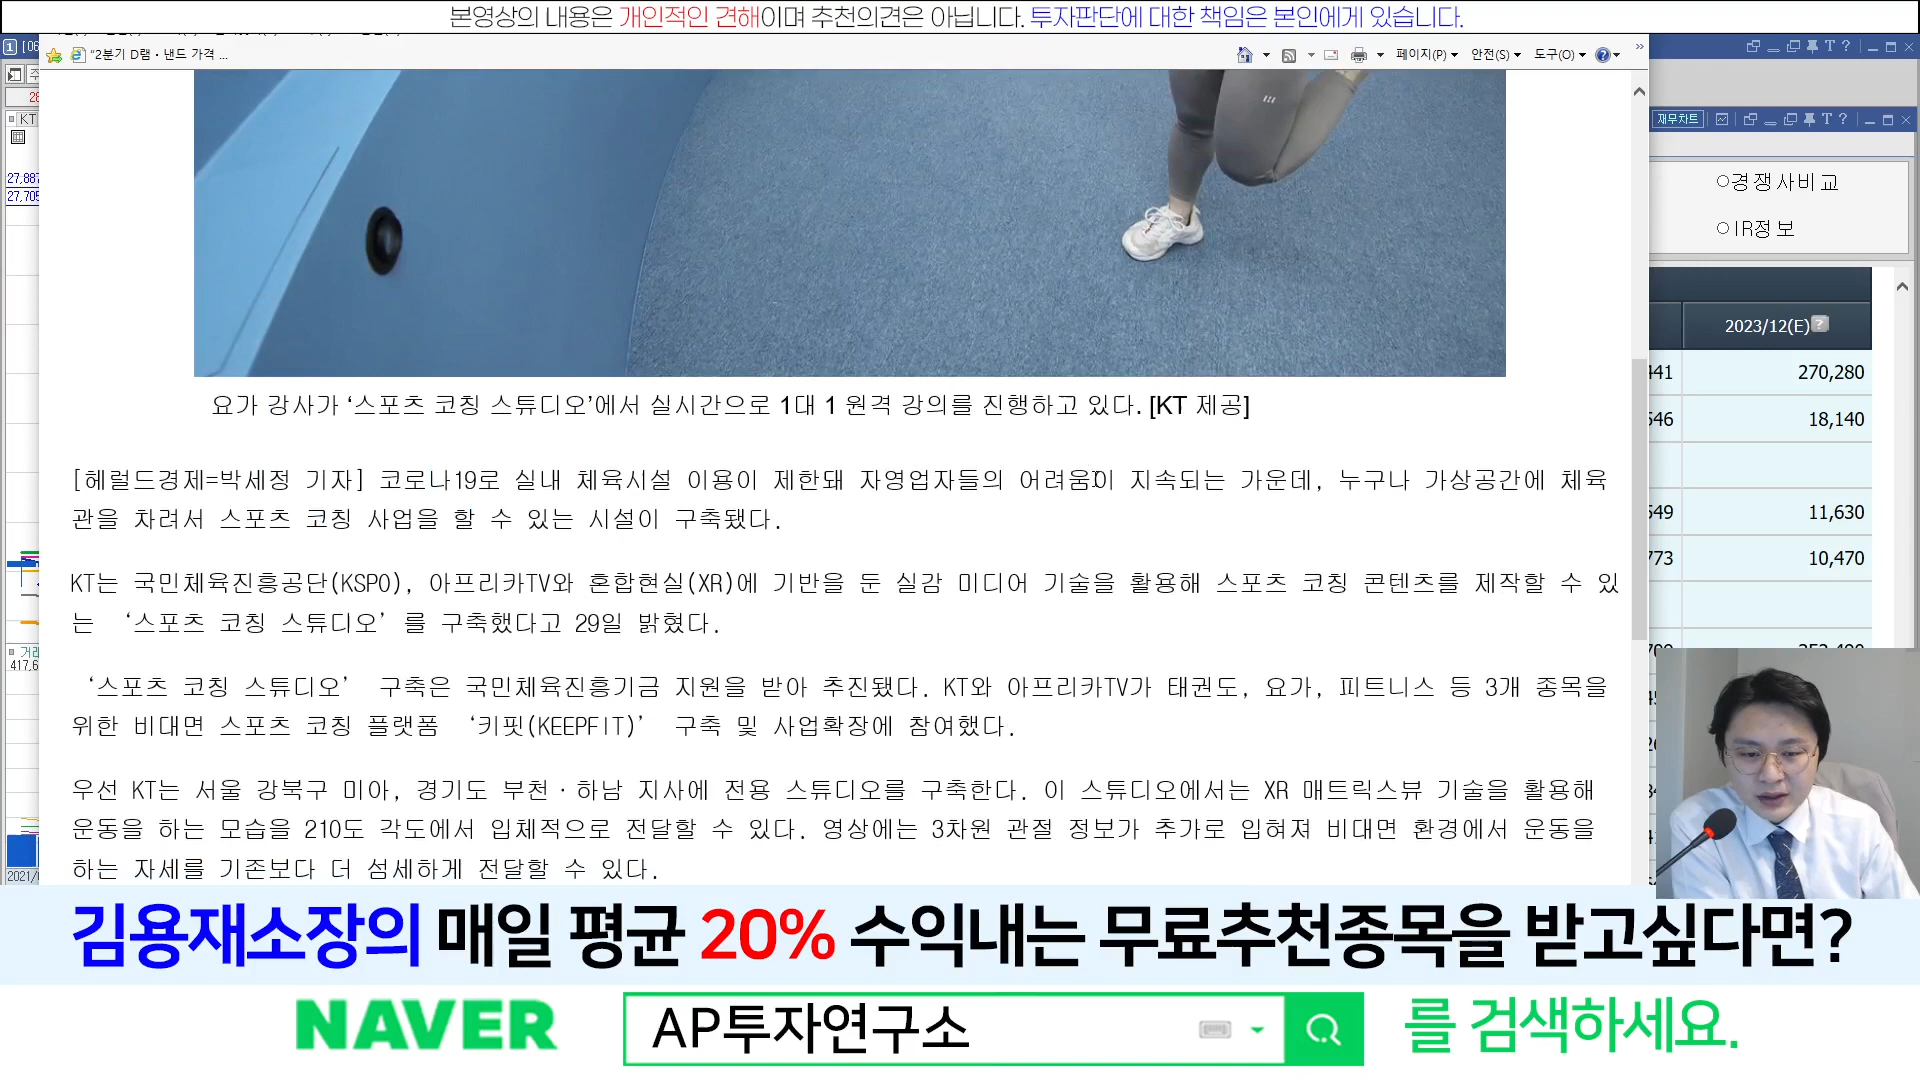 본영상의 내용은 개인적인 견해이며 추천의견은 아닙니다. 투자판단에 대한 책임은 본인에게 있습니다.
1 [06
"2분기 D램·낸드 가격 ...
페이지(P) 안전(S) 도구(O)
T ?
주
28
KT
재무차트
T ?
27,887
27,705
○경쟁사비교
○IR정보
2023/12(E) ?
441 270,280
546 18,140
549 11,630
773 10,470
요가 강사가 ‘스포츠 코칭 스튜디오’에서 실시간으로 1대 1 원격 강의를 진행하고 있다. [KT 제공]
[헤럴드경제=박세정 기자] 코로나19로 실내 체육시설 이용이 제한돼 자영업자들의 어려움이 지속되는 가운데, 누구나 가상공간에 체육
관을 차려서 스포츠 코칭 사업을 할 수 있는 시설이 구축됐다.
KT는 국민체육진흥공단(KSPO), 아프리카TV와 혼합현실(XR)에 기반을 둔 실감 미디어 기술을 활용해 스포츠 코칭 콘텐츠를 제작할 수 있
는 ‘스포츠 코칭 스튜디오’를 구축했다고 29일 밝혔다.
‘스포츠 코칭 스튜디오’ 구축은 국민체육진흥기금 지원을 받아 추진됐다. KT와 아프리카TV가 태권도, 요가, 피트니스 등 3개 종목을
위한 비대면 스포츠 코칭 플랫폼 ‘키핏(KEEPFIT)’ 구축 및 사업확장에 참여했다.
우선 KT는 서울 강북구 미아, 경기도 부천·하남 지사에 전용 스튜디오를 구축한다. 이 스튜디오에서는 XR 매트릭스뷰 기술을 활용해
운동을 하는 모습을 210도 각도에서 입체적으로 전달할 수 있다. 영상에는 3차원 관절 정보가 추가로 입혀져 비대면 환경에서 운동을
하는 자세를 기존보다 더 섬세하게 전달할 수 있다.
거래
417,6
2021/
김용재소장의 매일 평균 20% 수익내는 무료추천종목을 받고싶다면?
NAVER AP투자연구소 를 검색하세요.